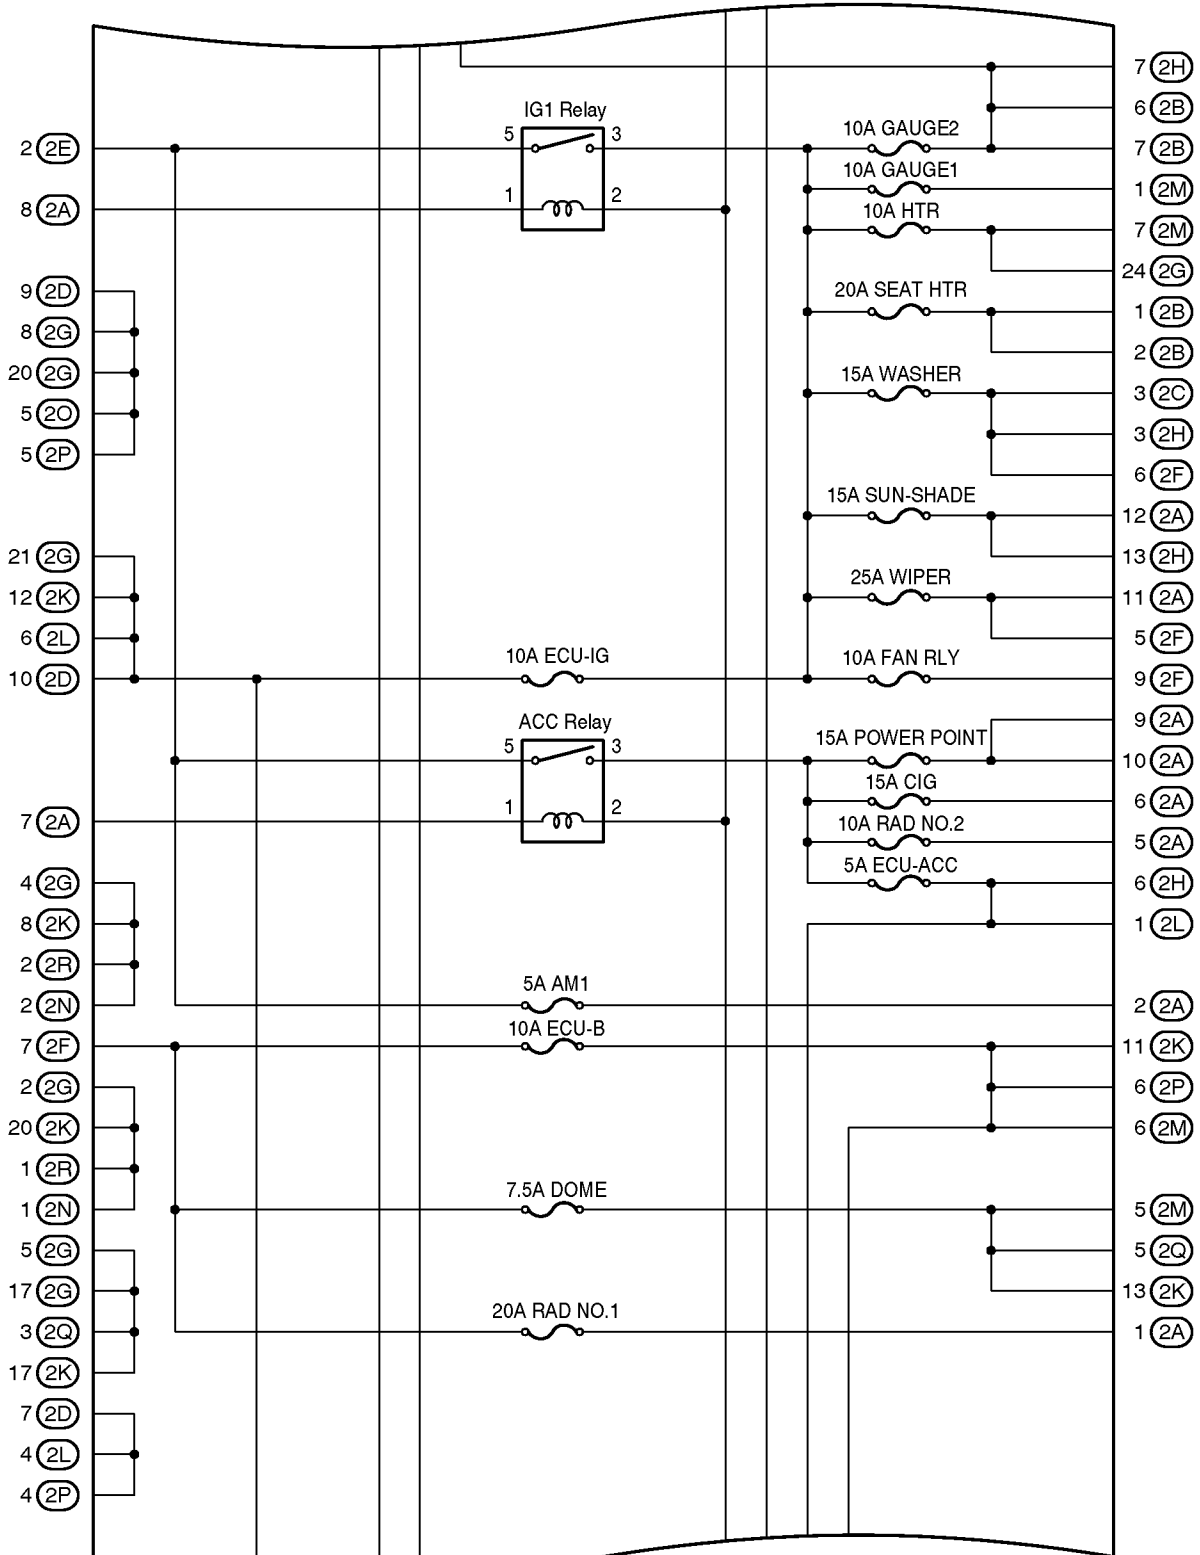 7 2H
IG1 Relay
6 2B
5 3
10A GAUGE2
2 2E
7 2B
10A GAUGE1
1 2M
1 2
8 2A
10A HTR
7 2M
24 2G
9 2D
20A SEAT HTR
1 2B
8 2G
2 2B
20 2G
15A WASHER
3 2C
5 2O
3 2H
5 2P
6 2F
15A SUN-SHADE
12 2A
21 2G
13 2H
25A WIPER
12 2K
11 2A
6 2L
5 2F
10A ECU-IG
10A FAN RLY
10 2D
9 2F
ACC Relay
9 2A
5 3
15A POWER POINT
10 2A
15A CIG
6 2A
1 2
7 2A
10A RAD NO.2
5 2A
5A ECU-ACC
4 2G
6 2H
8 2K
1 2L
2 2R
5A AM1
2 2N
2 2A
10A ECU-B
7 2F
11 2K
2 2G
6 2P
20 2K
6 2M
1 2R
7.5A DOME
1 2N
5 2M
5 2G
5 2Q
17 2G
13 2K
20A RAD NO.1
3 2Q
1 2A
17 2K
7 2D
4 2L
4 2P